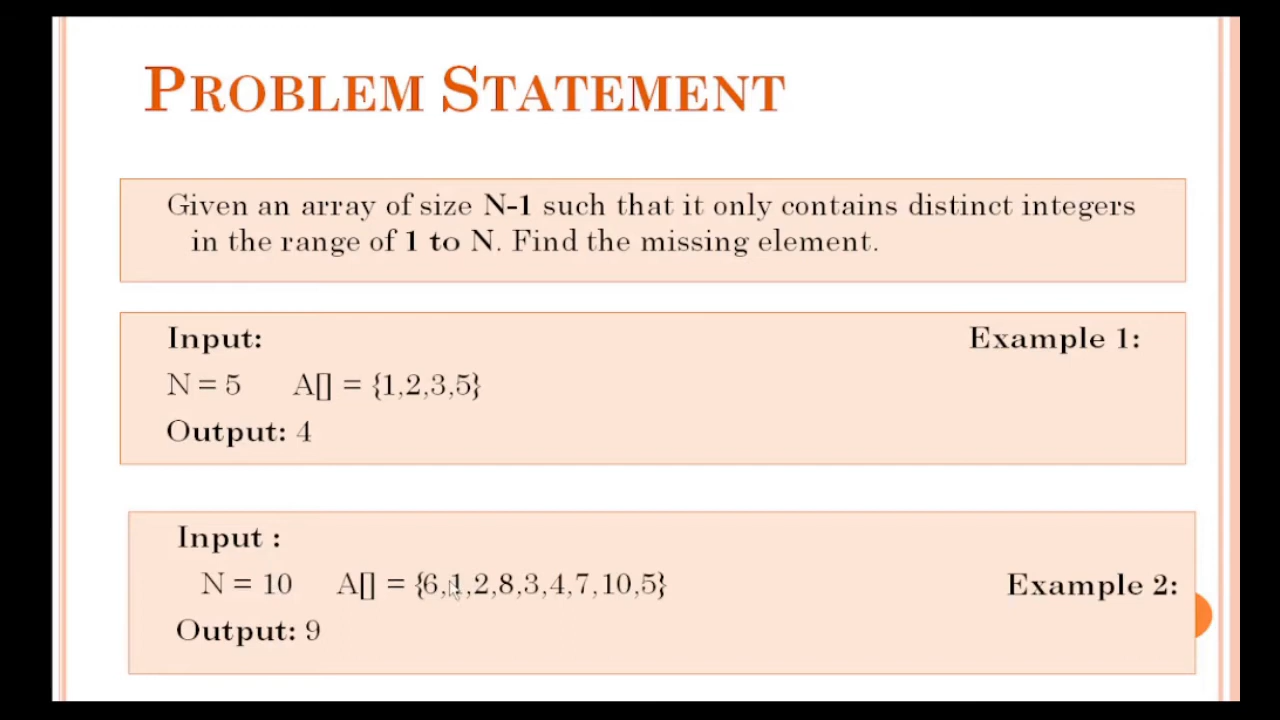 PROBLEM STATEMENT
Given an array of size N-1 such that it only contains distinct integers
in the range of 1 to N. Find the missing element.
Input: Example 1:
N = 5 A[] = {1,2,3,5}
Output: 4
Input :
N = 10 A[] = {6,1,2,8,3,4,7,10,5} Example 2:
Output: 9